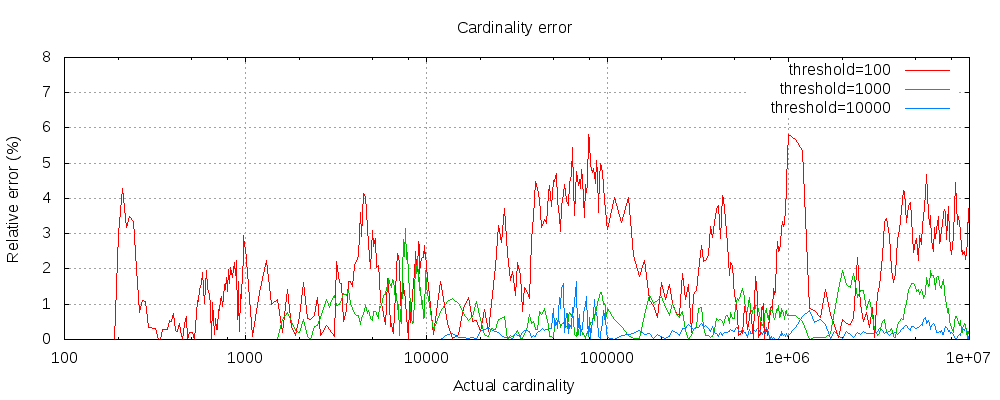 Cardinality error
8
7
6
5
4
3
2
1
0
Relative error (%)
threshold=100
threshold=1000
threshold=10000
100 1000 10000 100000 1e+06 1e+07
Actual cardinality